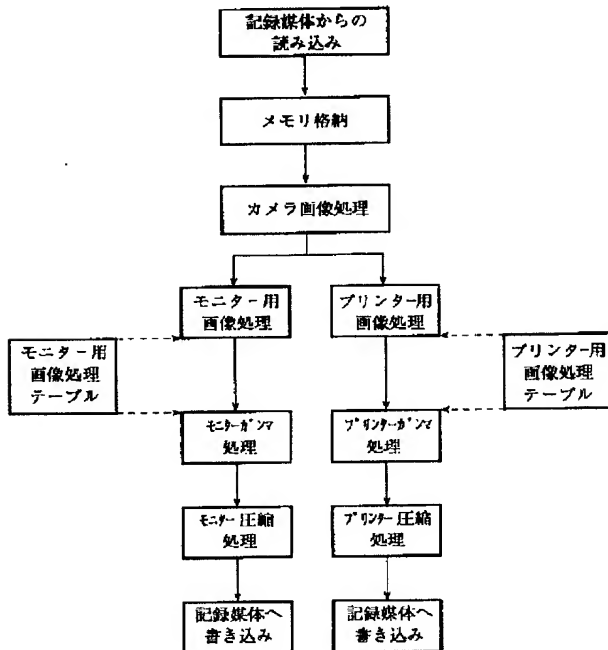 記録媒体からの
読み込み
メモリ格納
カメラ画像処理
モニター用
画像処理
プリンター用
画像処理
モニター用
画像処理
テーブル
プリンター用
画像処理
テーブル
モニターガンマ
処理
プリンターガンマ
処理
モニター圧縮
処理
プリンター圧縮
処理
記録媒体へ
書き込み
記録媒体へ
書き込み